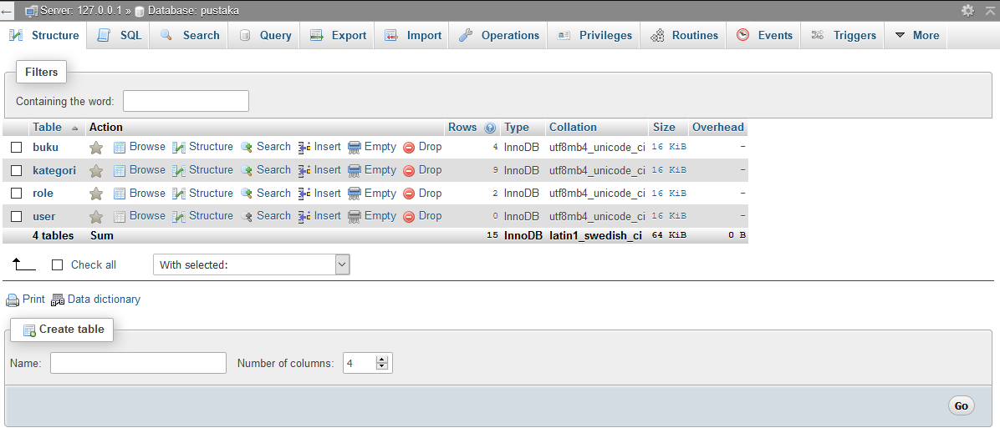 Server: 127.0.0.1 » Database: pustaka
Structure SQL Search Query Export Import Operations Privileges Routines Events Triggers More
Filters
Containing the word:
Table Action Rows Type Collation Size Overhead
buku Browse Structure Search Insert Empty Drop 4 InnoDB utf8mb4_unicode_ci 16 KiB -
kategori Browse Structure Search Insert Empty Drop 9 InnoDB utf8mb4_unicode_ci 16 KiB -
role Browse Structure Search Insert Empty Drop 2 InnoDB utf8mb4_unicode_ci 16 KiB -
user Browse Structure Search Insert Empty Drop 0 InnoDB utf8mb4_unicode_ci 16 KiB -
4 tables Sum 15 InnoDB latin1_swedish_ci 64 KiB 0 B
Check all With selected:
Print Data dictionary
Create table
Name: Number of columns: 4
Go